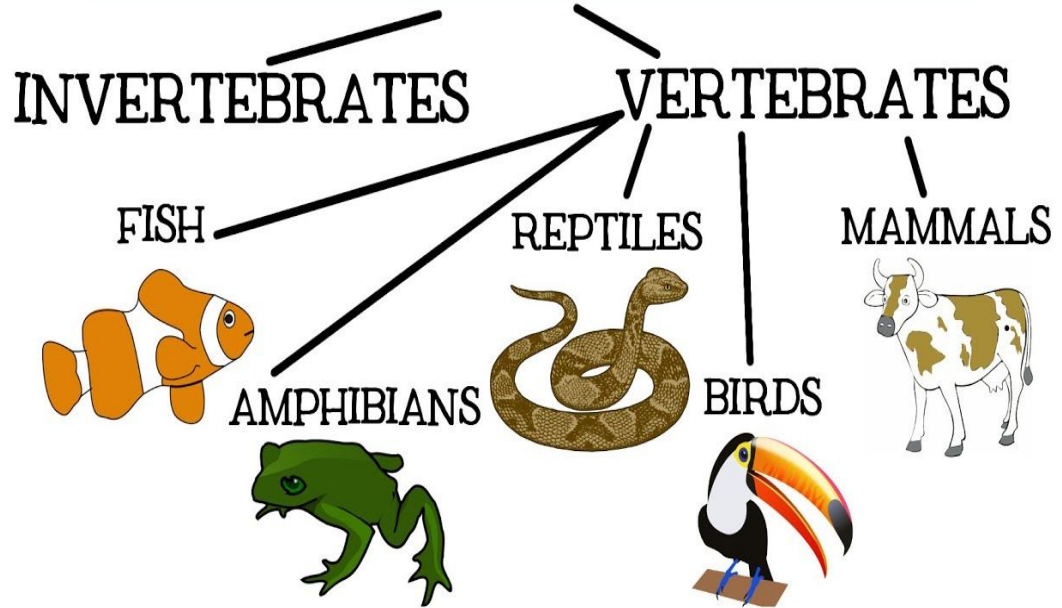 INVERTEBRATES
VERTEBRATES
FISH
REPTILES
MAMMALS
AMPHIBIANS
BIRDS